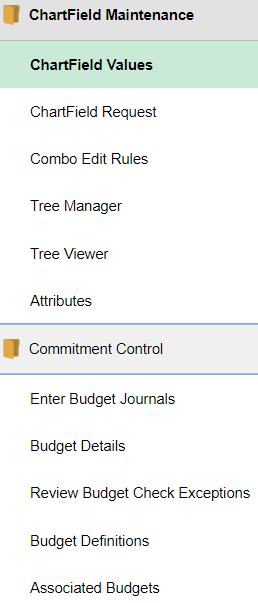 ChartField Maintenance
ChartField Values
ChartField Request
Combo Edit Rules
Tree Manager
Tree Viewer
Attributes
Commitment Control
Enter Budget Journals
Budget Details
Review Budget Check Exceptions
Budget Definitions
Associated Budgets